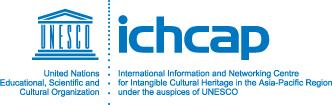 UNESCO
United Nations
Educational, Scientific and
Cultural Organization
ichcap
International Information and Networking Centre
for Intangible Cultural Heritage in the Asia-Pacific Region
under the auspices of UNESCO